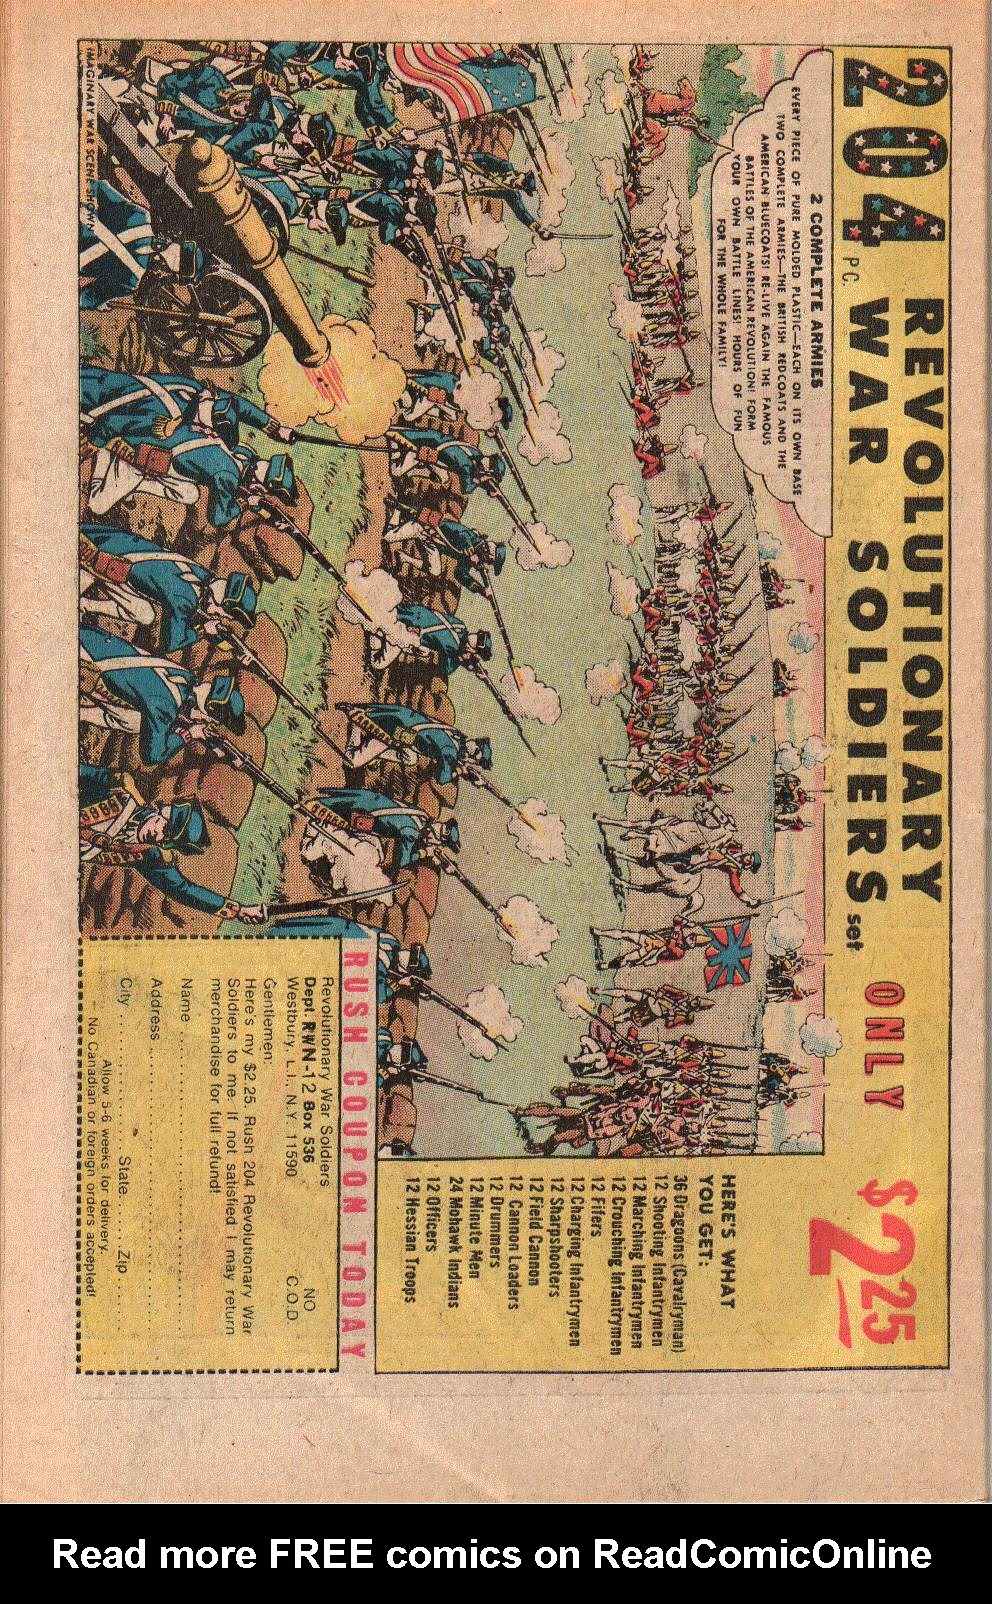 204 REVOLUTIONARY
PC. WAR SOLDIERS set
ONLY $2.25
2 COMPLETE ARMIES
EVERY PIECE OF PURE MOLDED PLASTIC—EACH ON ITS OWN BASE
TWO COMPLETE ARMIES—THE BRITISH REDCOATS AND THE
AMERICAN BLUECOATS! RE-LIVE AGAIN THE FAMOUS
BATTLES OF THE AMERICAN REVOLUTION! FORM
YOUR OWN BATTLE LINES! HOURS OF FUN
FOR THE WHOLE FAMILY!
IMAGINARY WAR SCENE SHOWN
HERE'S WHAT
YOU GET:
36 Dragoons (Cavalryman)
12 Shooting Infantrymen
12 Marching Infantrymen
12 Crouching Infantrymen
12 Fifers
12 Charging Infantrymen
12 Sharpshooters
12 Field Cannon
12 Cannon Loaders
12 Drummers
12 Minute Men
24 Mohawk Indians
12 Officers
12 Hessian Troops
RUSH COUPON TODAY
Revolutionary War Soldiers
Dept. RWN-12 Box 536
Westbury, L.I., N.Y. 11590
NO
C.O.D.
Gentlemen:
Here's my $2.25. Rush 204 Revolutionary War
Soldiers to me. If not satisfied I may return
merchandise for full refund!
Name
Address
City State Zip
Allow 5-6 weeks for delivery.
No Canadian or foreign orders accepted!
Read more FREE comics on ReadComicOnline